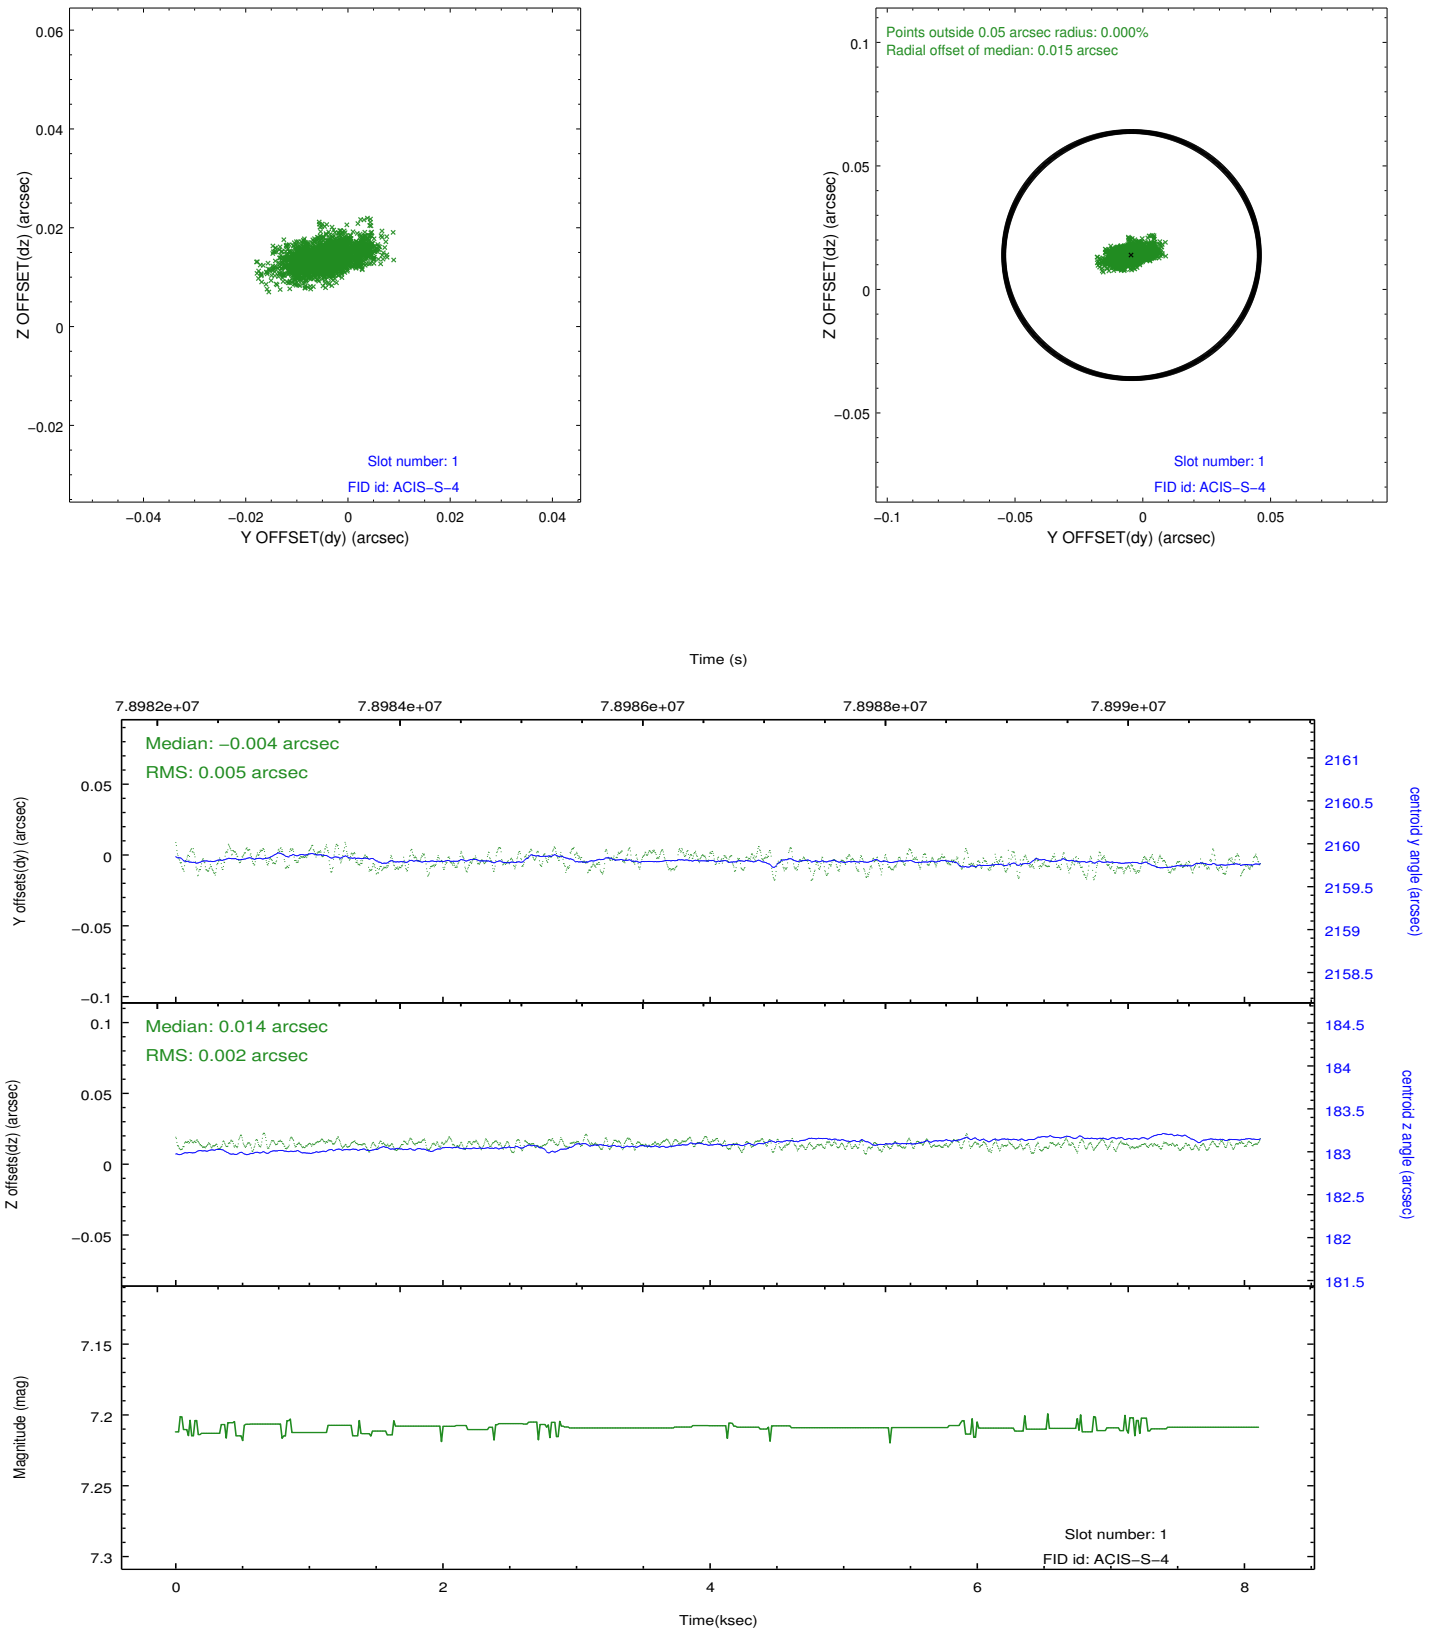 0.06
0.04
0.02
0
−0.02
Z OFFSET(dz) (arcsec)
Slot number: 1
FID id: ACIS−S−4
−0.04
−0.02
0
0.02
0.04
Y OFFSET(dy) (arcsec)
Points outside 0.05 arcsec radius: 0.000%
Radial offset of median: 0.015 arcsec
0.1
0.05
0
−0.05
Z OFFSET(dz) (arcsec)
Slot number: 1
FID id: ACIS−S−4
−0.1
−0.05
0
0.05
Y OFFSET(dy) (arcsec)
Time (s)
7.8982e+07
7.8984e+07
7.8986e+07
7.8988e+07
7.899e+07
Median: −0.004 arcsec
RMS: 0.005 arcsec
0.05
0
−0.05
−0.1
Y offsets(dy) (arcsec)
2161
2160.5
2160
2159.5
2159
2158.5
centroid y angle (arcsec)
Median: 0.014 arcsec
RMS: 0.002 arcsec
0.1
0.05
0
−0.05
Z offsets(dz) (arcsec)
184.5
184
183.5
183
182.5
182
181.5
centroid z angle (arcsec)
7.15
7.2
7.25
7.3
Magnitude (mag)
Slot number: 1
FID id: ACIS−S−4
0
2
4
6
8
Time(ksec)